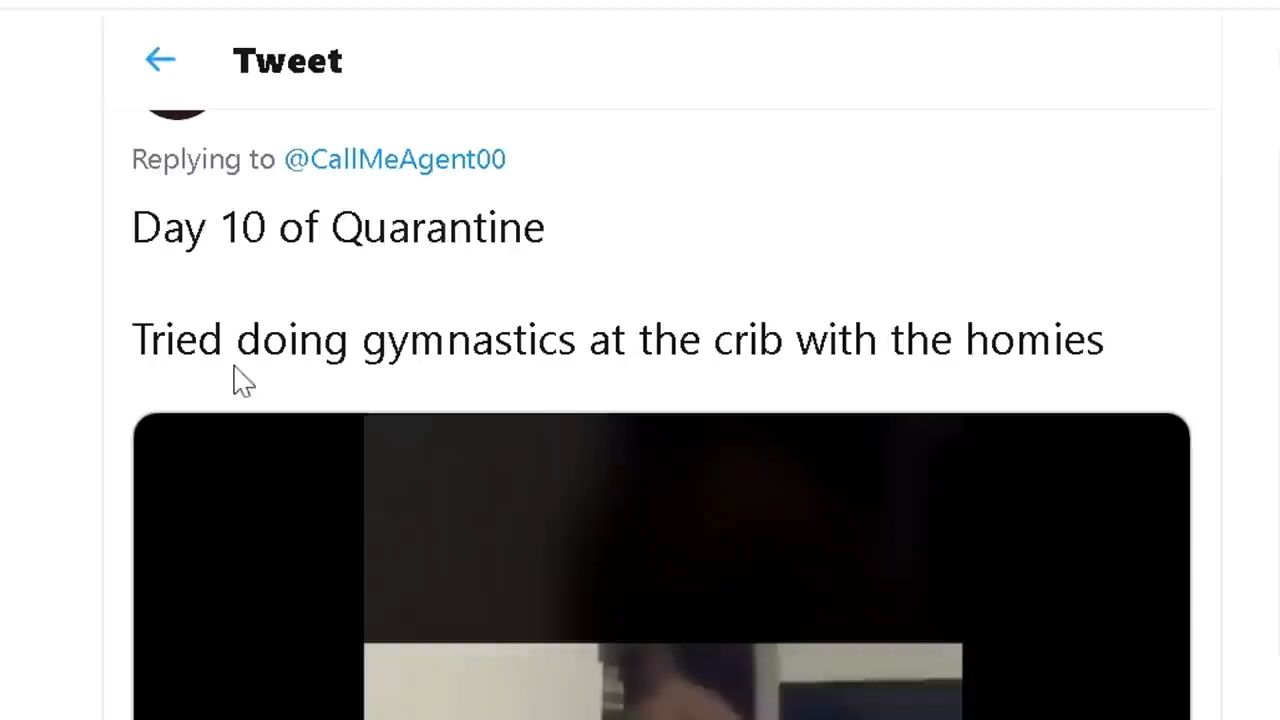 Tweet
Replying to @CallMeAgent00
Day 10 of Quarantine
Tried doing gymnastics at the crib with the homies